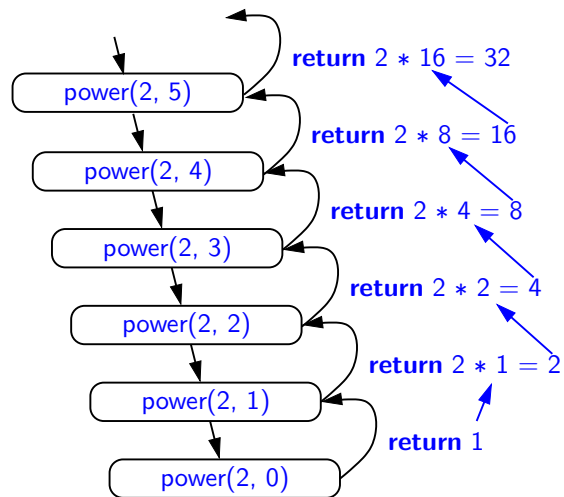 return 2 ∗ 16 = 32
power(2, 5)
return 2 ∗ 8 = 16
power(2, 4)
return 2 ∗ 4 = 8
power(2, 3)
return 2 ∗ 2 = 4
power(2, 2)
return 2 ∗ 1 = 2
power(2, 1)
return 1
power(2, 0)